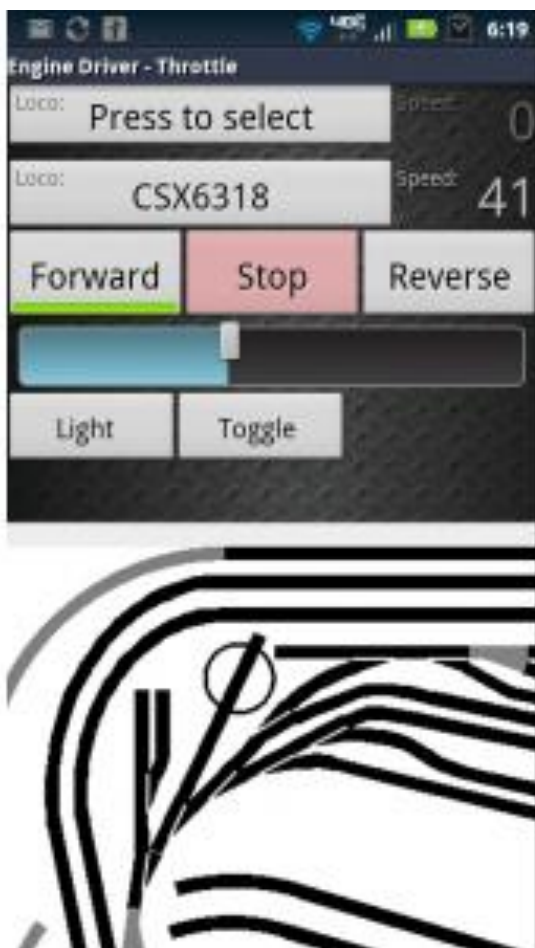 4GE 6:19
Engine Driver - Throttle
Loco: Press to select Speed: 0
Loco: CSX6318 Speed: 41
Forward Stop Reverse
Light Toggle